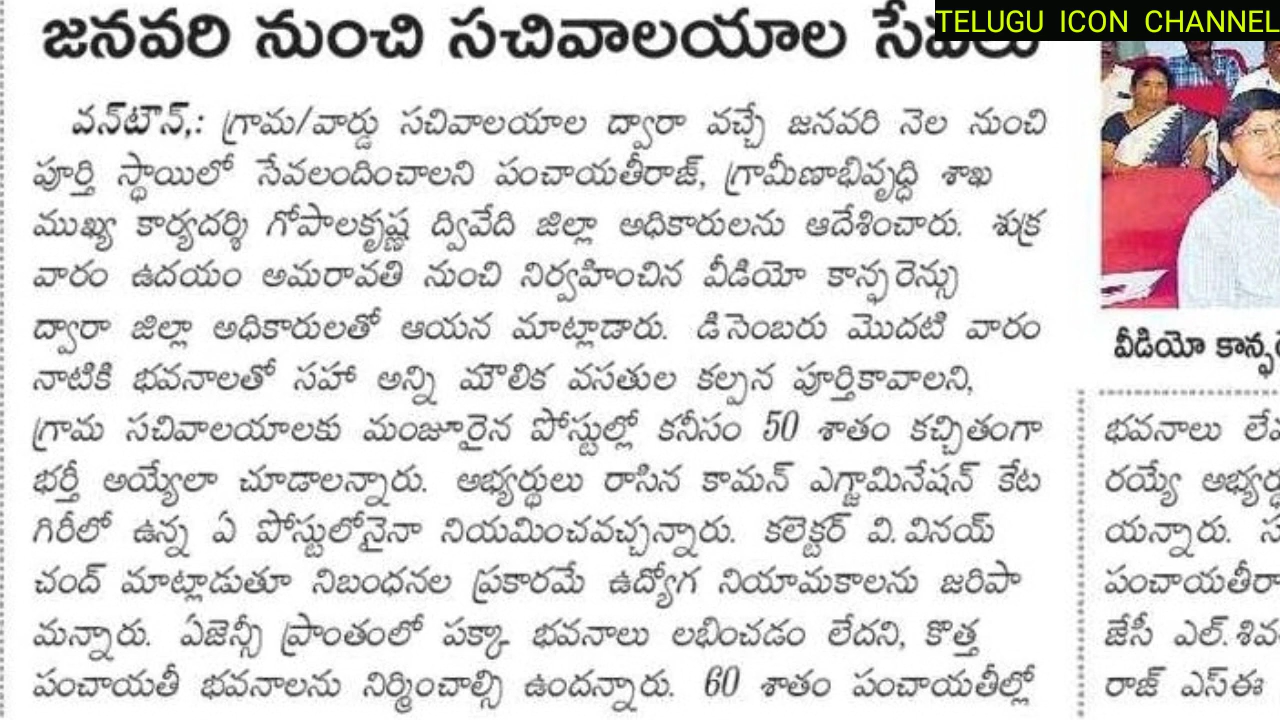 TELUGU ICON CHANNEL
జనవరి నుంచి సచివాలయాల సేవలు
వన్‌టౌన్,: గ్రామ/వార్డు సచివాలయాల ద్వారా వచ్చే జనవరి నెల నుంచి
పూర్తి స్థాయిలో సేవలందించాలని పంచాయతీరాజ్, గ్రామీణాభివృద్ధి శాఖ
ముఖ్య కార్యదర్శి గోపాలకృష్ణ ద్వివేది జిల్లా అధికారులను ఆదేశించారు. శుక్ర
వారం ఉదయం అమరావతి నుంచి నిర్వహించిన వీడియో కాన్ఫరెన్సు
ద్వారా జిల్లా అధికారులతో ఆయన మాట్లాడారు. డిసెంబరు మొదటి వారం
నాటికి భవనాలతో సహా అన్ని మౌలిక వసతుల కల్పన పూర్తికావాలని,
గ్రామ సచివాలయాలకు మంజూరైన పోస్టుల్లో కనీసం 50 శాతం కచ్చితంగా
భర్తీ అయ్యేలా చూడాలన్నారు. అభ్యర్థులు రాసిన కామన్ ఎగ్జామినేషన్ కేట
గిరీలో ఉన్న ఏ పోస్టులోనైనా నియమించవచ్చన్నారు. కలెక్టర్ వి.వినయ్
చంద్ మాట్లాడుతూ నిబంధనల ప్రకారమే ఉద్యోగ నియామకాలను జరిపా
మన్నారు. ఏజెన్సీ ప్రాంతంలో పక్కా భవనాలు లభించడం లేదని, కొత్త
పంచాయతీ భవనాలను నిర్మించాల్సి ఉందన్నారు. 60 శాతం పంచాయతీల్లో
వీడియో
భవనాలు
రయ్యే
యన్నారు.
జేసీ ఎల్.
రాజ్ ఎస్ఈ